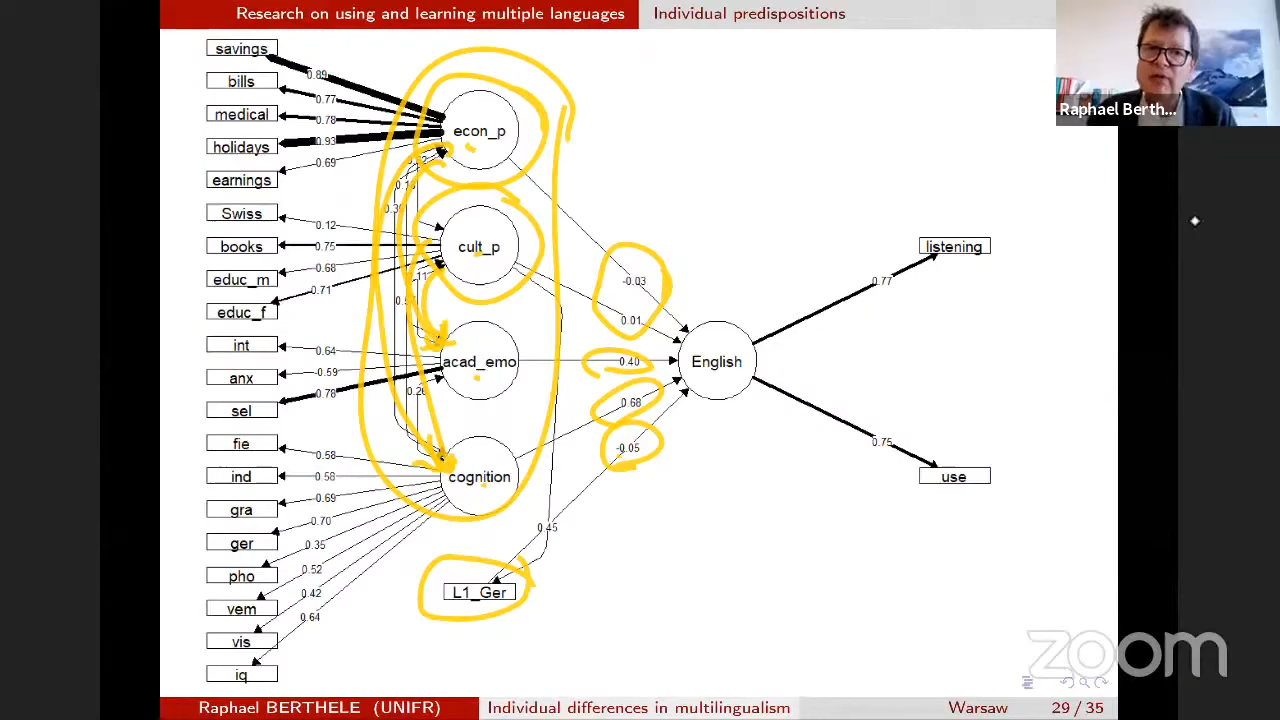 Research on using and learning multiple languages
Individual predispositions
Raphael Berth...
savings
bills
medical
holidays
earnings
Swiss
books
educ_m
educ_f
int
anx
sel
fie
ind
gra
ger
pho
vem
vis
iq
0.89
0.77
0.78
0.93
0.69
0.12
0.75
0.68
0.71
0.64
-0.59
0.78
0.58
0.58
0.69
0.70
0.35
0.52
0.42
0.64
econ_p
cult_p
acad_emo
cognition
L1_Ger
-0.03
0.01
0.40
0.68
-0.05
0.45
English
0.77
0.75
listening
use
zoom
Raphael BERTHELE (UNIFR)
Individual differences in multilingualism
Warsaw
29 / 35